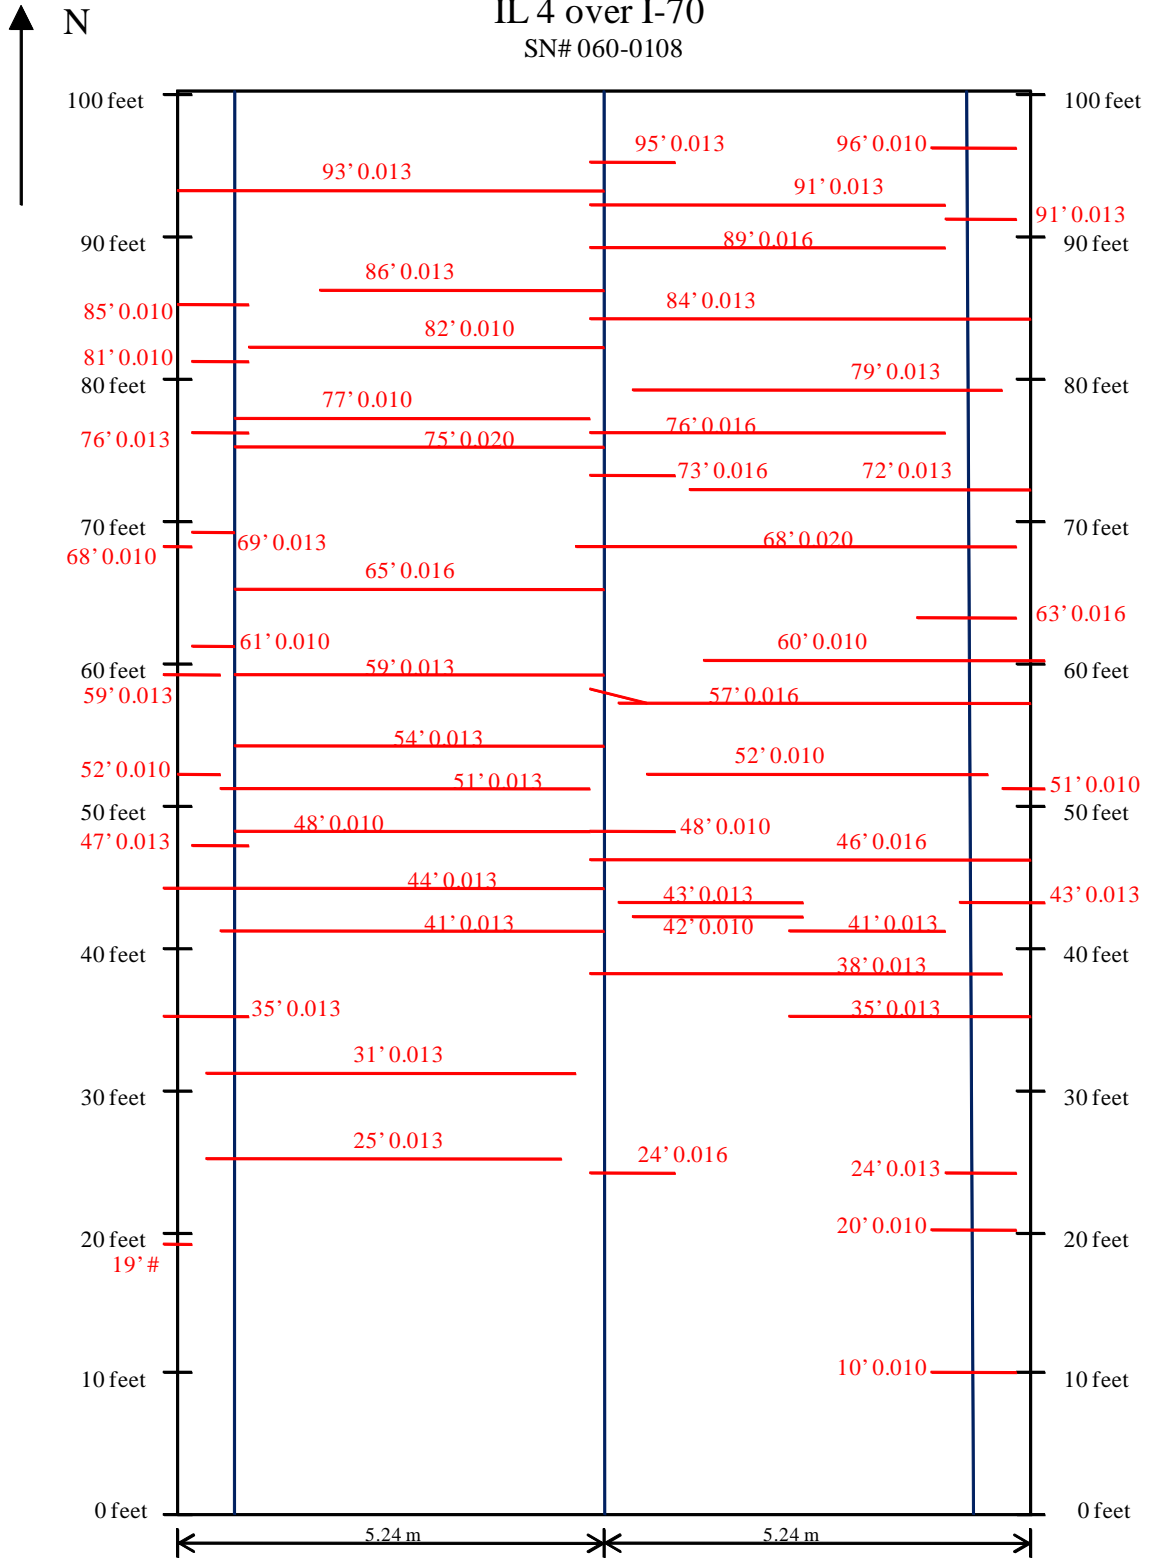 IL 4 over I-70
N
SN# 060-0108
100 feet
100 feet
95’ 0.013
96’ 0.010
93’ 0.013
91’ 0.013
91’ 0.013
90 feet
89’ 0.016
90 feet
86’ 0.013
84’ 0.013
85’ 0.010
82’ 0.010
81’ 0.010
80 feet
79’ 0.013
80 feet
77’ 0.010
76’ 0.016
76’ 0.013
75’ 0.020
73’ 0.016
72’ 0.013
70 feet
70 feet
69’ 0.013
68’ 0.020
68’ 0.010
65’ 0.016
63’ 0.016
61’ 0.010
60’ 0.010
60 feet
59’ 0.013
60 feet
59’ 0.013
57’ 0.016
54’ 0.013
52’ 0.010
52’ 0.010
51’ 0.013
51’ 0.010
50 feet
50 feet
48’ 0.010
48’ 0.010
47’ 0.013
46’ 0.016
44’ 0.013
43’ 0.013
43’ 0.013
41’ 0.013
42’ 0.010
41’ 0.013
40 feet
40 feet
38’ 0.013
35’ 0.013
35’ 0.013
31’ 0.013
30 feet
30 feet
25’ 0.013
24’ 0.016
24’ 0.013
20’ 0.010
20 feet
20 feet
19’ #
10’ 0.010
10 feet
10 feet
0 feet
0 feet
5.24 m
5.24 m